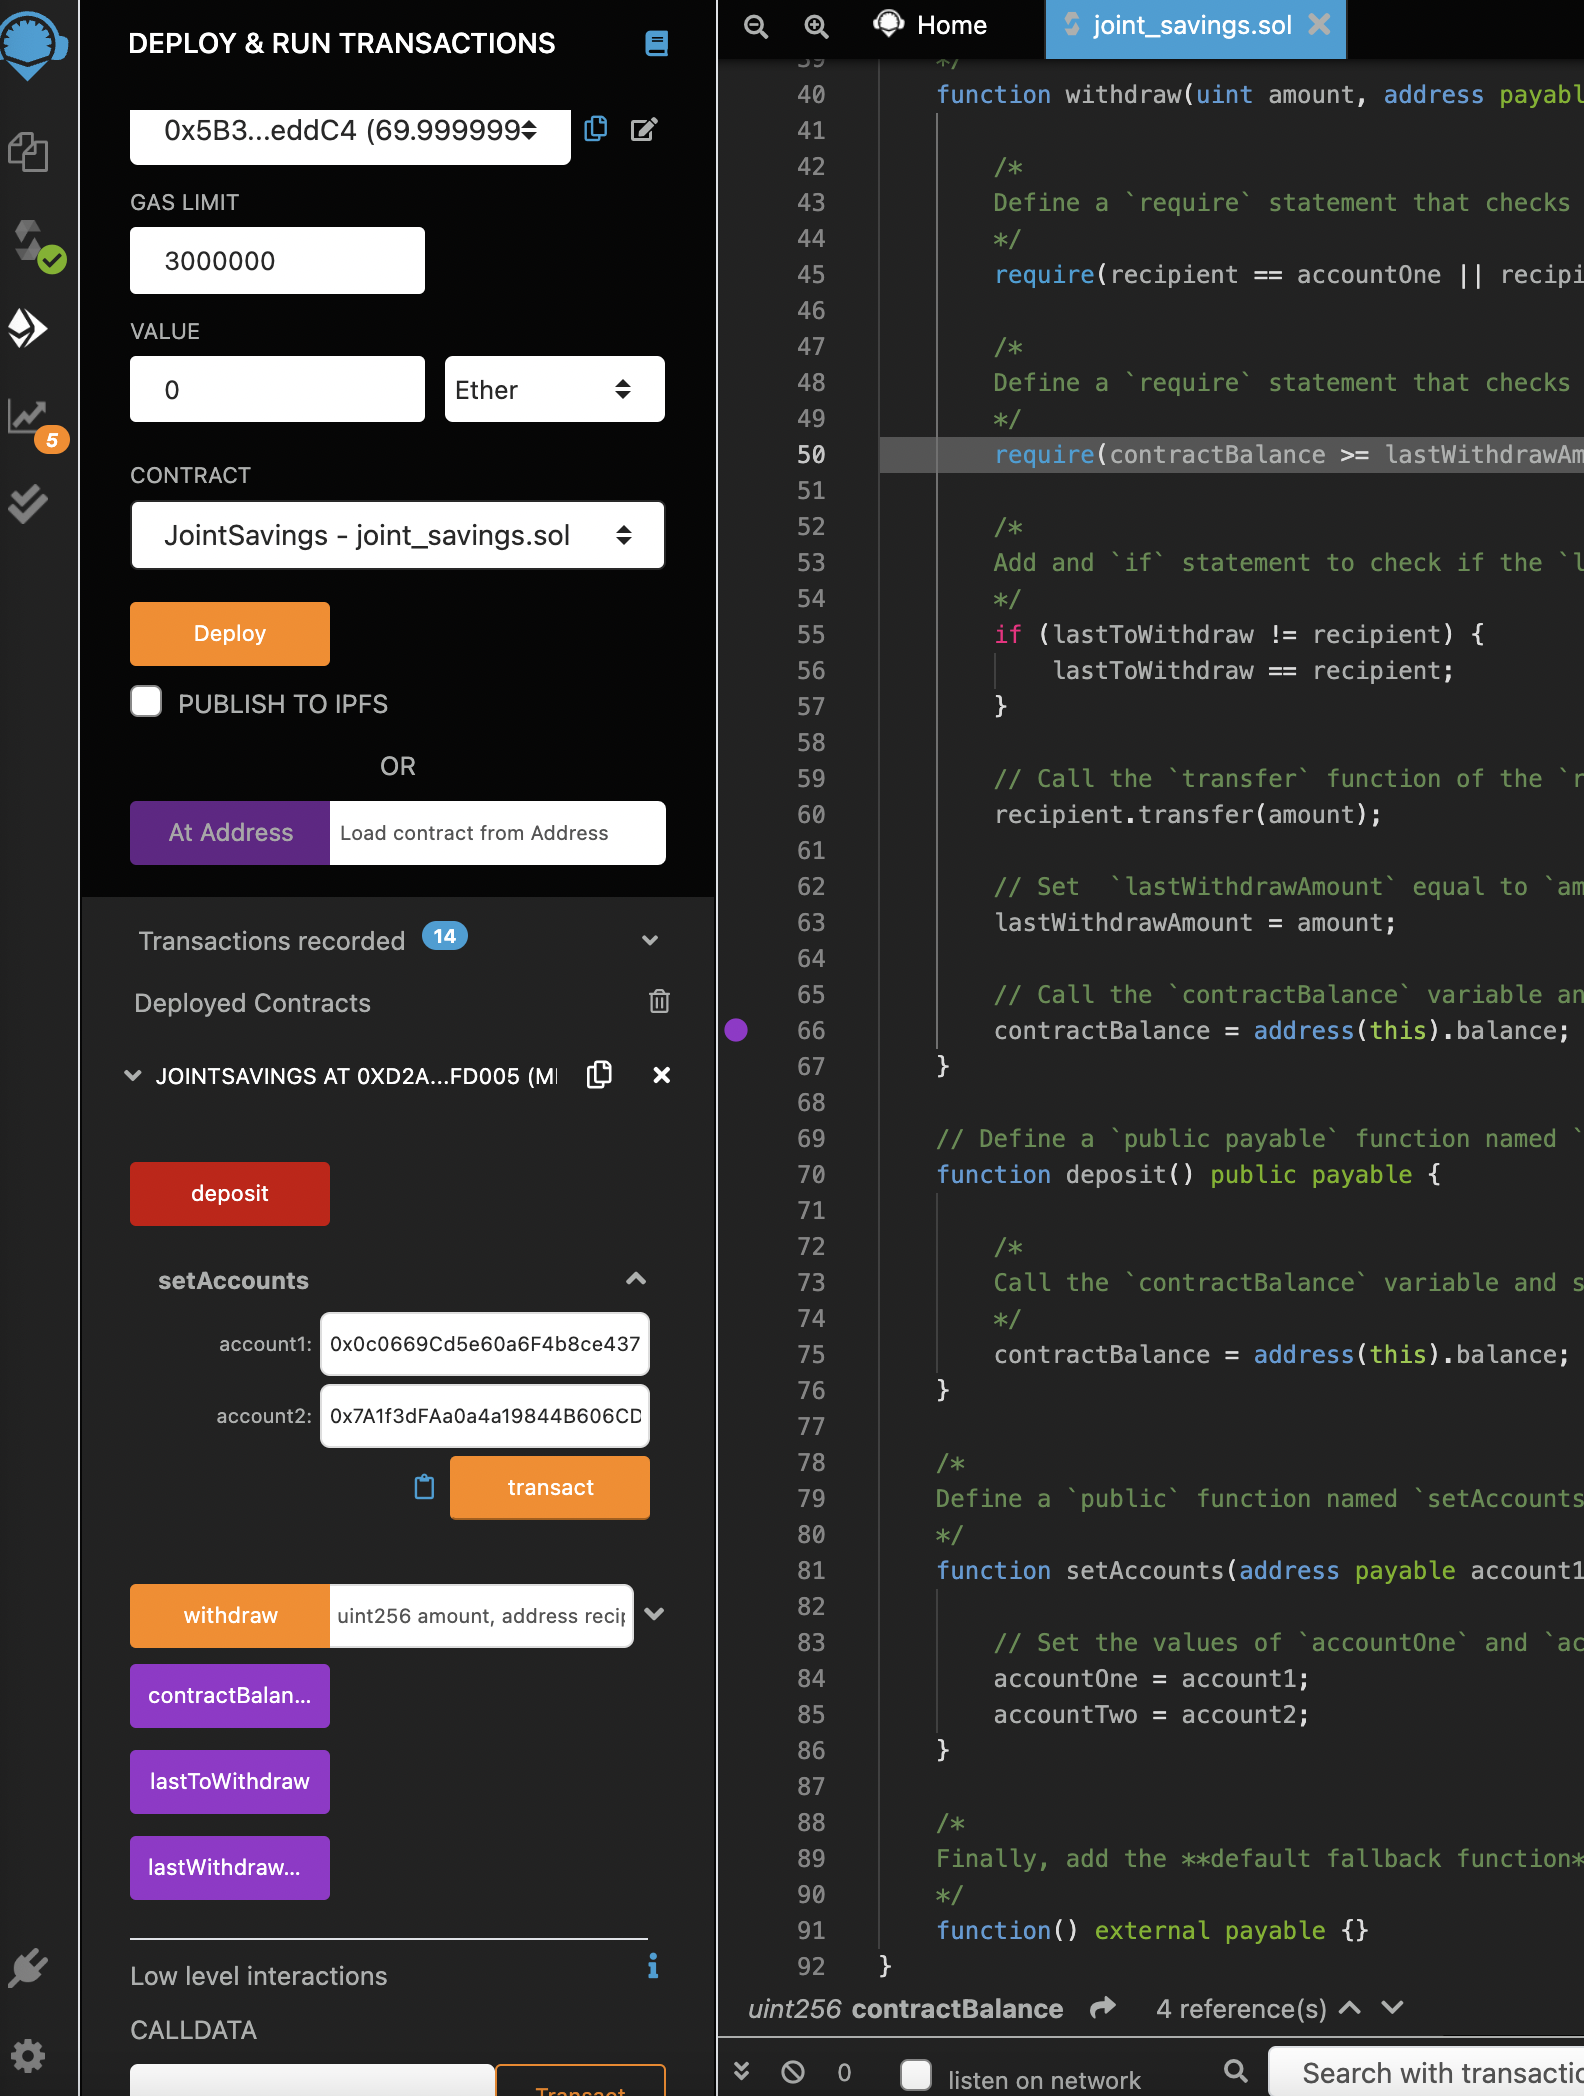 DEPLOY & RUN TRANSACTIONS
0x5B3...eddC4 (69.999999
GAS LIMIT
3000000
VALUE
0
Ether
5
CONTRACT
JointSavings - joint_savings.sol
Deploy
PUBLISH TO IPFS
OR
At Address
Load contract from Address
Transactions recorded 14
Deployed Contracts
JOINTSAVINGS AT 0XD2A...FD005 (M
deposit
setAccounts
account1: 0x0c0669Cd5e60a6F4b8ce437
account2: 0x7A1f3dFAa0a4a19844B606CD
transact
withdraw
uint256 amount, address recip
contractBalan...
lastToWithdraw
lastWithdraw...
Low level interactions
CALLDATA
Transact
Home
joint_savings.sol
39 */
40 function withdraw(uint amount, address payabl
41
42 /*
43 Define a `require` statement that checks
44 */
45 require(recipient == accountOne || recipi
46
47 /*
48 Define a `require` statement that checks
49 */
50 require(contractBalance >= lastWithdrawAm
51
52 /*
53 Add and `if` statement to check if the `l
54 */
55 if (lastToWithdraw != recipient) {
56 lastToWithdraw == recipient;
57 }
58
59 // Call the `transfer` function of the `r
60 recipient.transfer(amount);
61
62 // Set  `lastWithdrawAmount` equal to `am
63 lastWithdrawAmount = amount;
64
65 // Call the `contractBalance` variable an
66 contractBalance = address(this).balance;
67 }
68
69 // Define a `public payable` function named `
70 function deposit() public payable {
71
72 /*
73 Call the `contractBalance` variable and s
74 */
75 contractBalance = address(this).balance;
76 }
77
78 /*
79 Define a `public` function named `setAccounts
80 */
81 function setAccounts(address payable account1
82
83 // Set the values of `accountOne` and `ac
84 accountOne = account1;
85 accountTwo = account2;
86 }
87
88 /*
89 Finally, add the **default fallback function*
90 */
91 function() external payable {}
92 }
uint256 contractBalance 4 reference(s)
0 listen on network Search with transactio